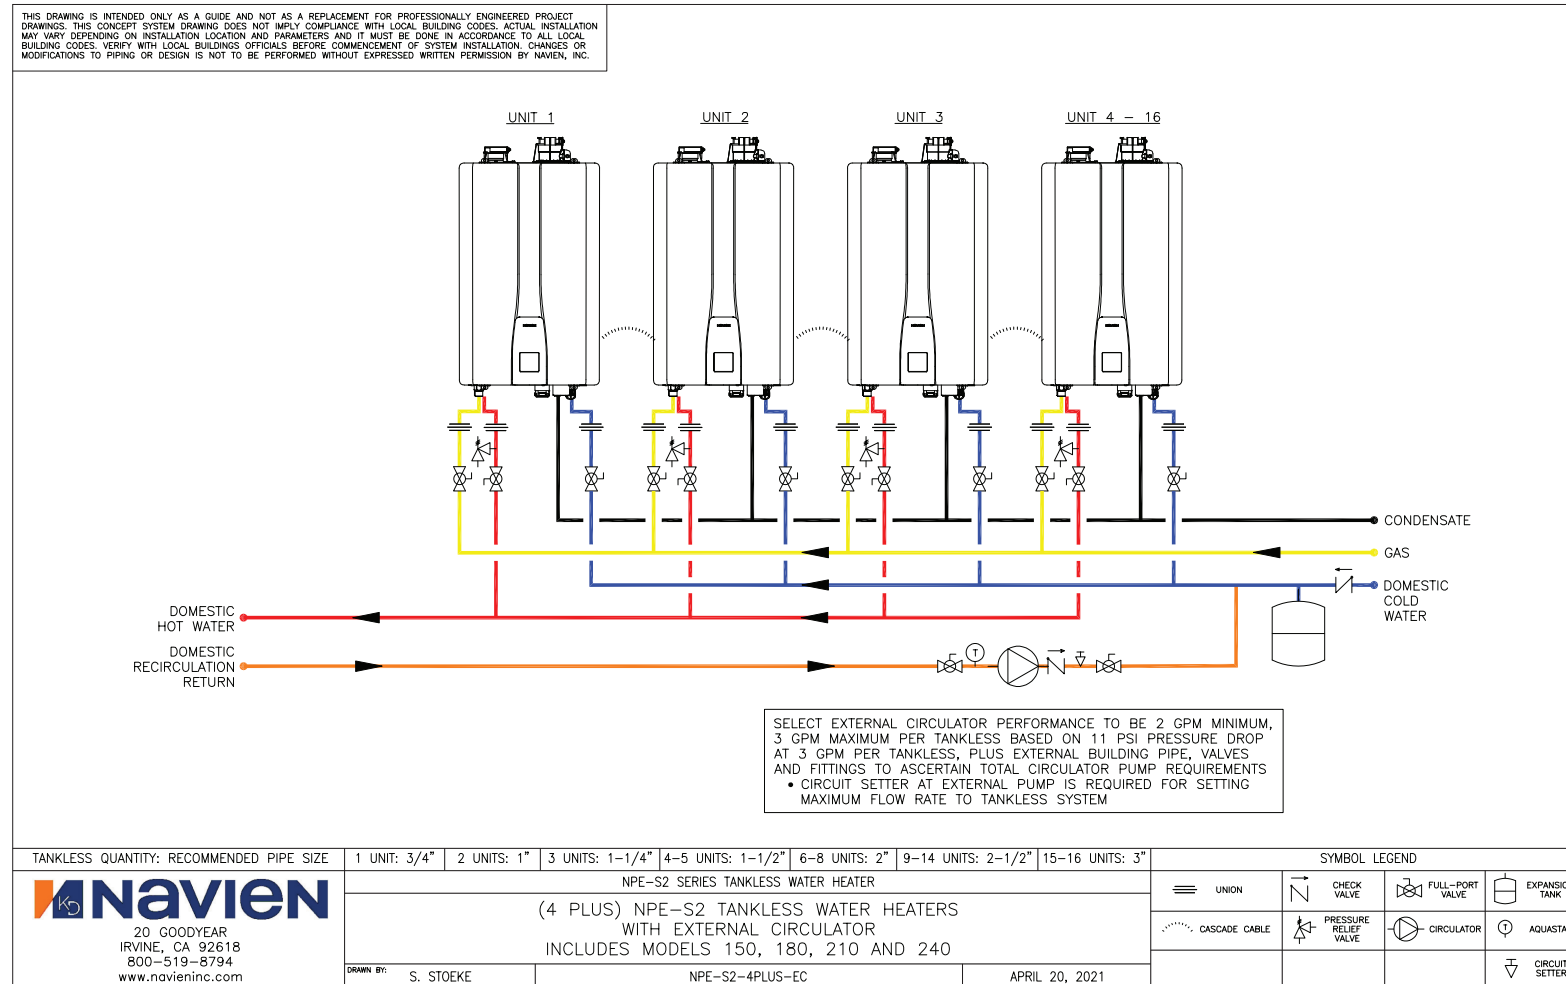 THIS DRAWING IS INTENDED ONLY AS A GUIDE AND NOT AS A REPLACEMENT FOR PROFESSIONALLY ENGINEERED PROJECT
DRAWINGS. THIS CONCEPT SYSTEM DRAWING DOES NOT IMPLY COMPLIANCE WITH LOCAL BUILDING CODES. ACTUAL INSTALLATION
MAY VARY DEPENDING ON INSTALLATION LOCATION AND PARAMETERS AND IT MUST BE DONE IN ACCORDANCE TO ALL LOCAL
BUILDING CODES. VERIFY WITH LOCAL BUILDINGS OFFICIALS BEFORE COMMENCEMENT OF SYSTEM INSTALLATION. CHANGES OR
MODIFICATIONS TO PIPING OR DESIGN IS NOT TO BE PERFORMED WITHOUT EXPRESSED WRITTEN PERMISSION BY NAVIEN, INC.
UNIT 1
UNIT 2
UNIT 3
UNIT 4 – 16
CONDENSATE
GAS
DOMESTIC
COLD
WATER
DOMESTIC
HOT WATER
DOMESTIC
RECIRCULATION
RETURN
T
SELECT EXTERNAL CIRCULATOR PERFORMANCE TO BE 2 GPM MINIMUM,
3 GPM MAXIMUM PER TANKLESS BASED ON 11 PSI PRESSURE DROP
AT 3 GPM PER TANKLESS, PLUS EXTERNAL BUILDING PIPE, VALVES
AND FITTINGS TO ASCERTAIN TOTAL CIRCULATOR PUMP REQUIREMENTS
• CIRCUIT SETTER AT EXTERNAL PUMP IS REQUIRED FOR SETTING
MAXIMUM FLOW RATE TO TANKLESS SYSTEM
TANKLESS QUANTITY: RECOMMENDED PIPE SIZE
1 UNIT: 3/4"
2 UNITS: 1"
3 UNITS: 1-1/4"
4-5 UNITS: 1-1/2"
6-8 UNITS: 2"
9-14 UNITS: 2-1/2"
15-16 UNITS: 3"
KD NAVIEN
20 GOODYEAR
IRVINE, CA 92618
800-519-8794
www.navieninc.com
NPE-S2 SERIES TANKLESS WATER HEATER
(4 PLUS) NPE-S2 TANKLESS WATER HEATERS
WITH EXTERNAL CIRCULATOR
INCLUDES MODELS 150, 180, 210 AND 240
DRAWN BY:
S. STOEKE
NPE-S2-4PLUS-EC
APRIL 20, 2021
SYMBOL LEGEND
UNION
CHECK
VALVE
FULL-PORT
VALVE
EXPANSIO
TANK
CASCADE CABLE
PRESSURE
RELIEF
VALVE
CIRCULATOR
T
AQUASTA
CIRCUIT
SETTER